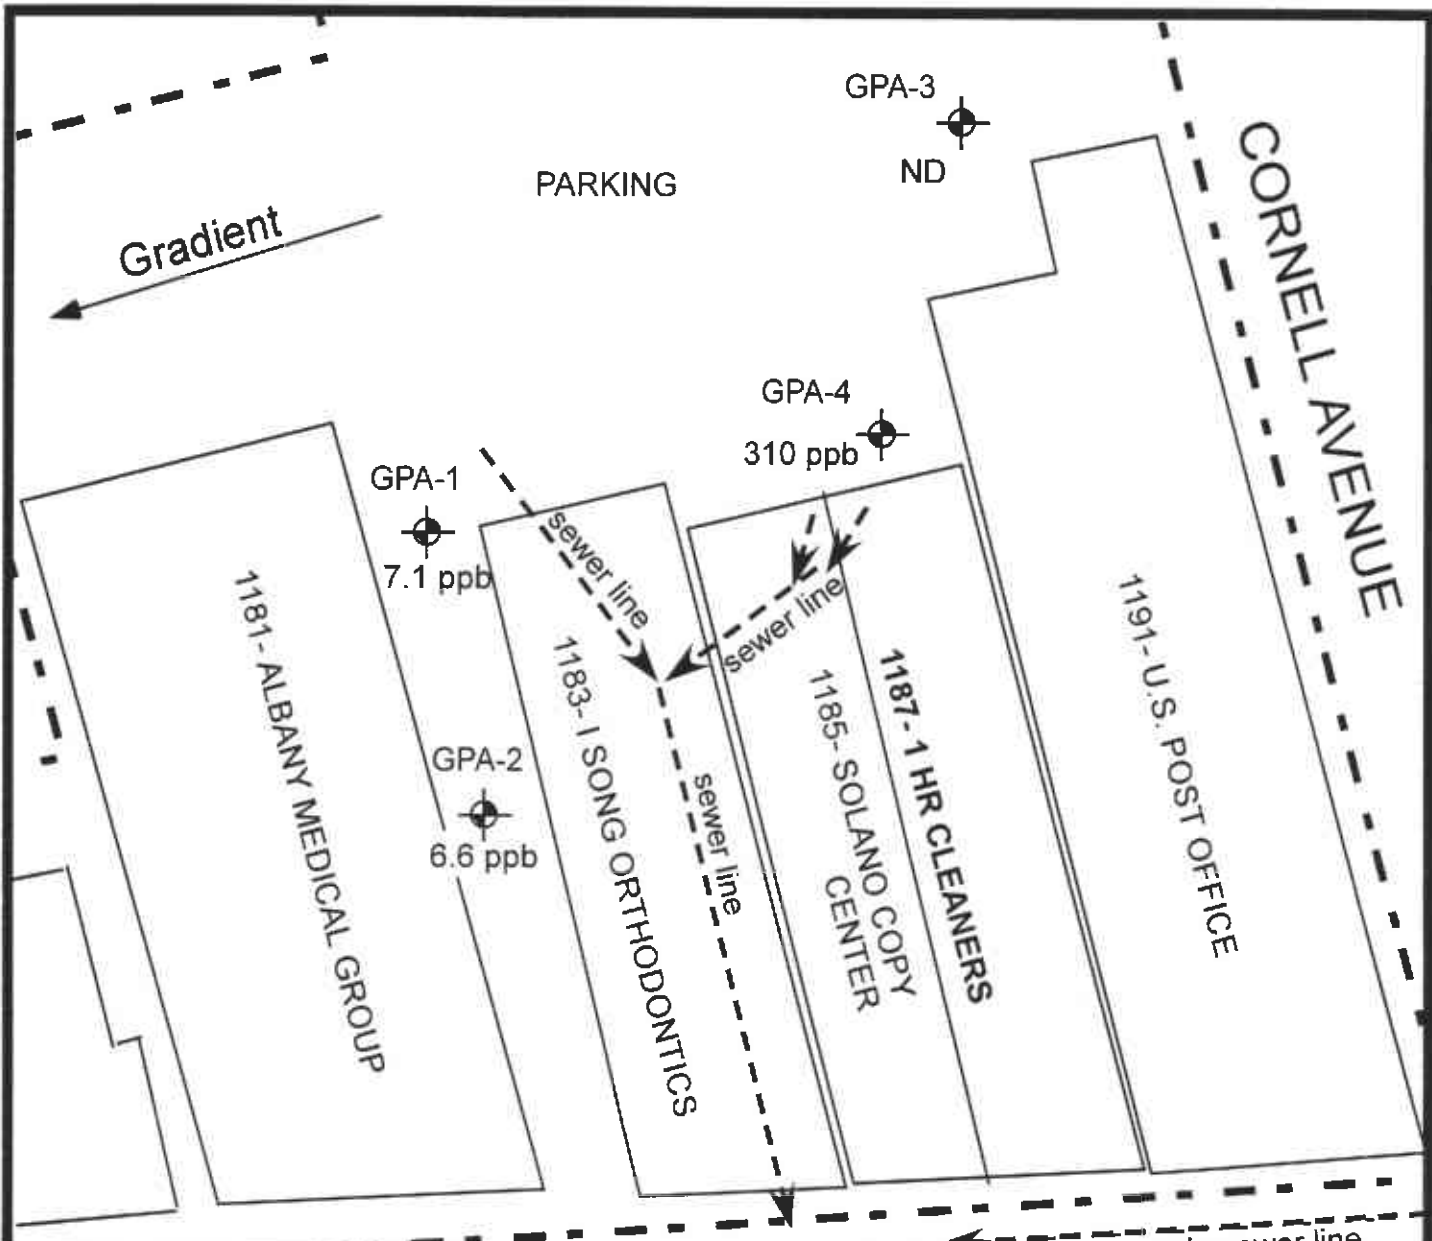 GPA-3
ND
PARKING
CORNELL AVENUE
Gradient
GPA-4
310 ppb
GPA-1
7.1 ppb
sewer line
sewer line
1181- ALBANY MEDICAL GROUP
1183- I SONG ORTHODONTICS
1185- SOLANO COPY
CENTER
1187- 1 HR CLEANERS
1191- U.S. POST OFFICE
GPA-2
6.6 ppb
sewer line
sewer line